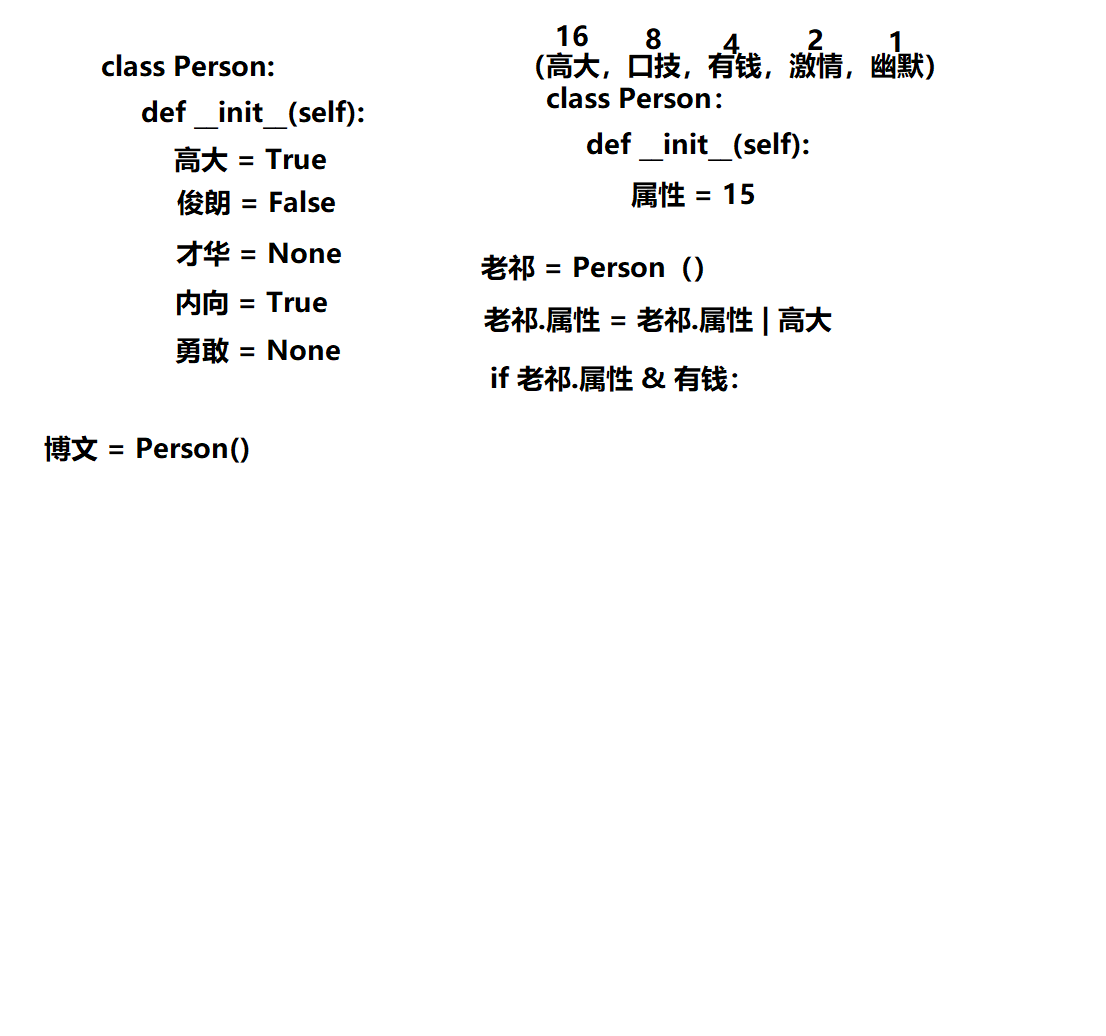 class Person:
def __init__(self):
高大 = True
俊朗 = False
才华 = None
内向 = True
勇敢 = None
博文 = Person()
16 8 4 2 1
(高大，口技，有钱，激情，幽默)
class Person：
def __init__(self):
属性 = 15
老祁 = Person（）
老祁.属性 = 老祁.属性 | 高大
if 老祁.属性 & 有钱：